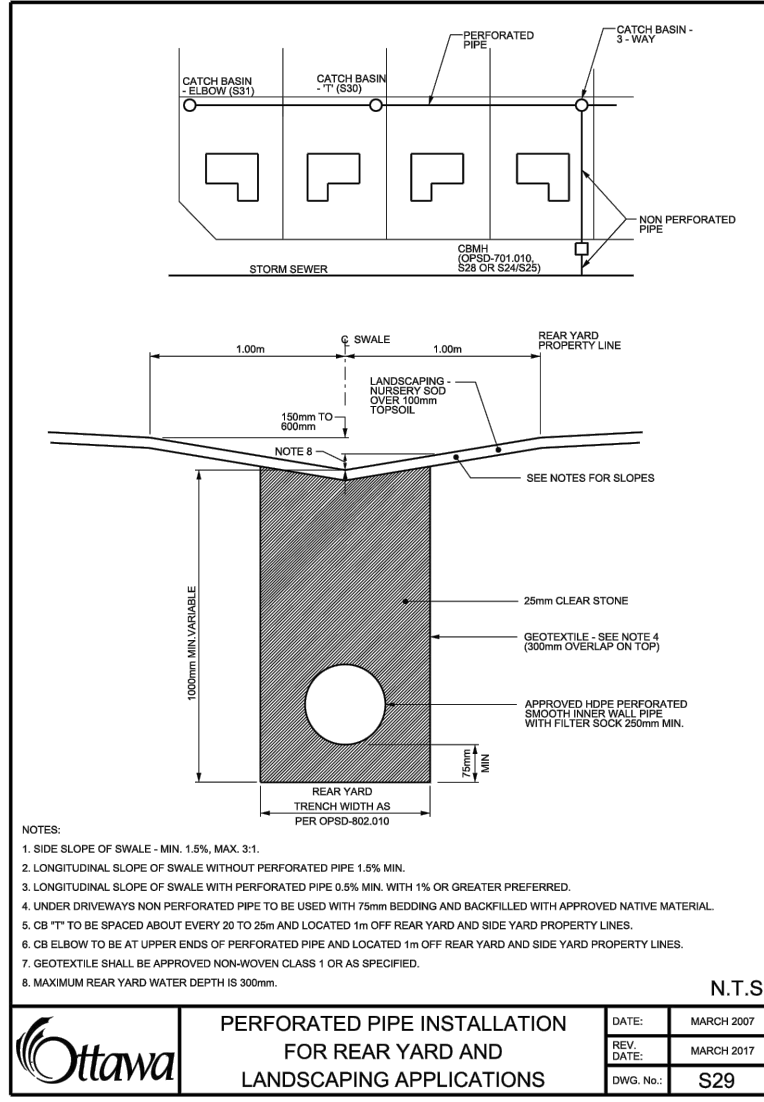 CATCH BASIN -
3 - WAY
PERFORATED
PIPE
CATCH BASIN
- ELBOW (S31)
CATCH BASIN
- 'T' (S30)
NON PERFORATED
PIPE
CBMH
(OPSD-701.010,
S28 OR S24/S25)
STORM SEWER
℄ SWALE
REAR YARD
PROPERTY LINE
1.00m
1.00m
LANDSCAPING -
NURSERY SOD
OVER 100mm
TOPSOIL
150mm TO
600mm
NOTE 8
SEE NOTES FOR SLOPES
1000mm MIN.VARIABLE
25mm CLEAR STONE
GEOTEXTILE - SEE NOTE 4
(300mm OVERLAP ON TOP)
APPROVED HDPE PERFORATED
SMOOTH INNER WALL PIPE
WITH FILTER SOCK 250mm MIN.
75mm
MIN
REAR YARD
TRENCH WIDTH AS
PER OPSD-802.010
NOTES:
1. SIDE SLOPE OF SWALE - MIN. 1.5%, MAX. 3:1.
2. LONGITUDINAL SLOPE OF SWALE WITHOUT PERFORATED PIPE 1.5% MIN.
3. LONGITUDINAL SLOPE OF SWALE WITH PERFORATED PIPE 0.5% MIN. WITH 1% OR GREATER PREFERRED.
4. UNDER DRIVEWAYS NON PERFORATED PIPE TO BE USED WITH 75mm BEDDING AND BACKFILLED WITH APPROVED NATIVE MATERIAL.
5. CB "T" TO BE SPACED ABOUT EVERY 20 TO 25m AND LOCATED 1m OFF REAR YARD AND SIDE YARD PROPERTY LINES.
6. CB ELBOW TO BE AT UPPER ENDS OF PERFORATED PIPE AND LOCATED 1m OFF REAR YARD AND SIDE YARD PROPERTY LINES.
7. GEOTEXTILE SHALL BE APPROVED NON-WOVEN CLASS 1 OR AS SPECIFIED.
8. MAXIMUM REAR YARD WATER DEPTH IS 300mm.
N.T.S
Ottawa
PERFORATED PIPE INSTALLATION
FOR REAR YARD AND
LANDSCAPING APPLICATIONS
DATE: MARCH 2007
REV.
DATE: MARCH 2017
DWG. No.: S29